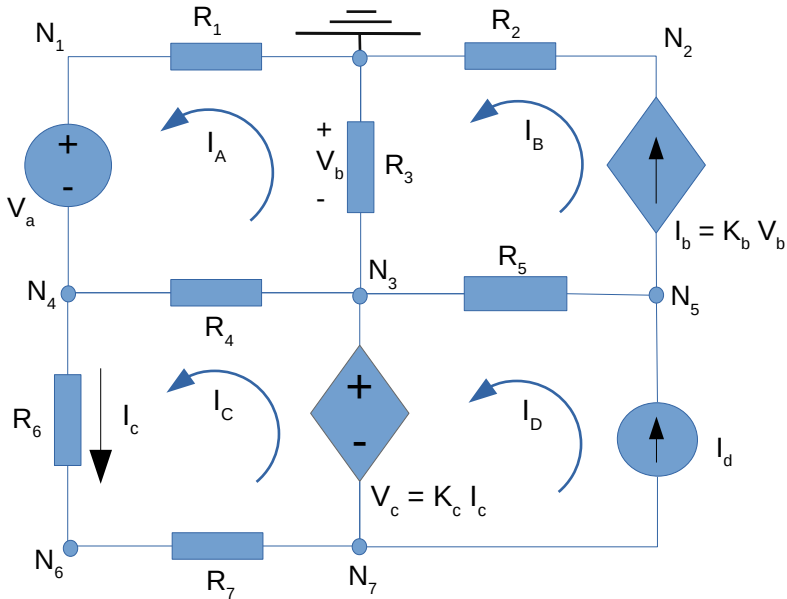 R1
R2
N1
N2
+
-
Va
IA
+
Vb
-
R3
IB
Ib = Kb Vb
N4
N3
R5
N5
R4
R6
Ic
IC
+
-
ID
Id
Vc = Kc Ic
N6
R7
N7